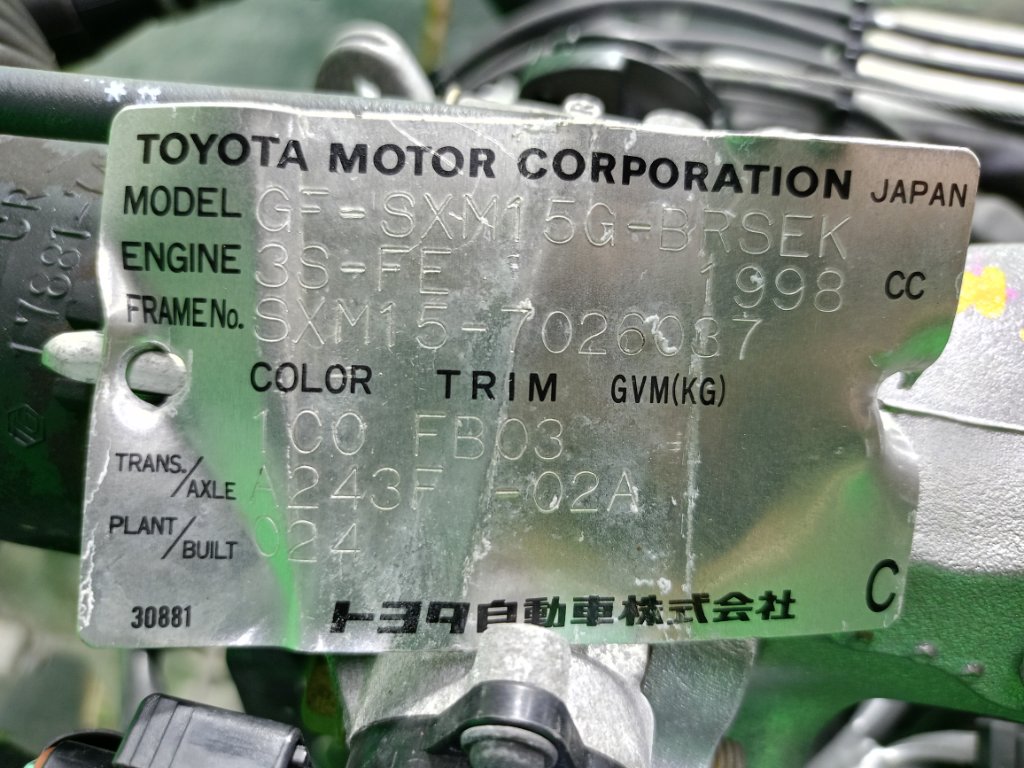 TOYOTA MOTOR CORPORATION JAPAN
MODEL GF-SXM15G-BRSEK
ENGINE 3S-FE 1998 CC
FRAME No. SXM15-7026037
COLOR TRIM GVM(KG)
1C0 FB03
TRANS./AXLE A243F -02A
PLANT/BUILT 024
C
30881 トヨタ自動車株式会社